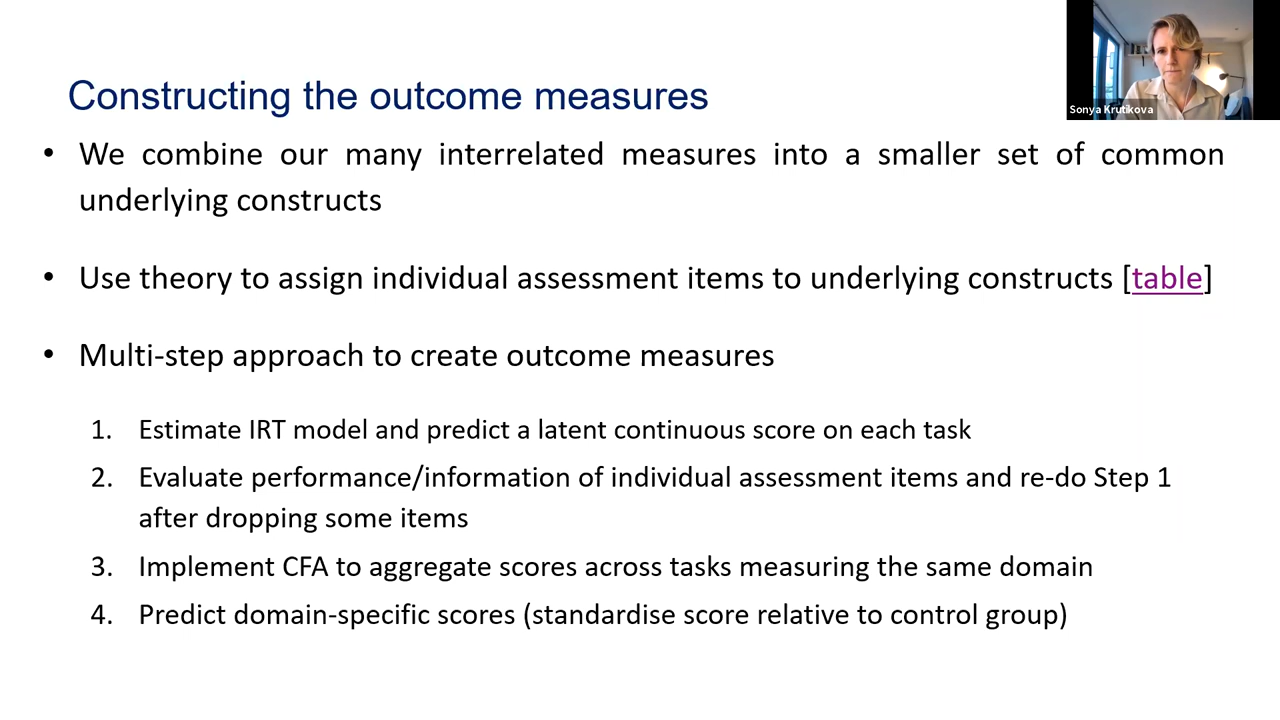 Sonya Krutikova
Constructing the outcome measures
• We combine our many interrelated measures into a smaller set of common
underlying constructs
• Use theory to assign individual assessment items to underlying constructs [table]
• Multi-step approach to create outcome measures
1. Estimate IRT model and predict a latent continuous score on each task
2. Evaluate performance/information of individual assessment items and re-do Step 1
after dropping some items
3. Implement CFA to aggregate scores across tasks measuring the same domain
4. Predict domain-specific scores (standardise score relative to control group)